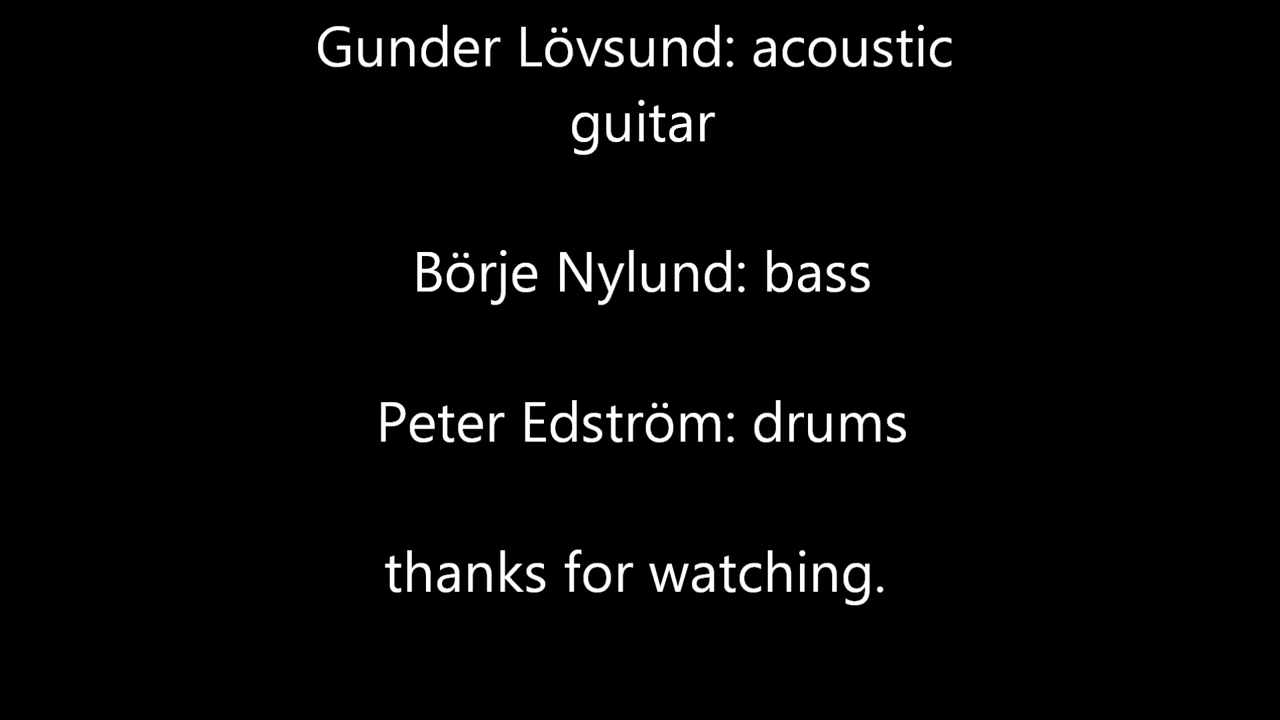 Gunder Lövsund: acoustic
guitar
Börje Nylund: bass
Peter Edström: drums
thanks for watching.